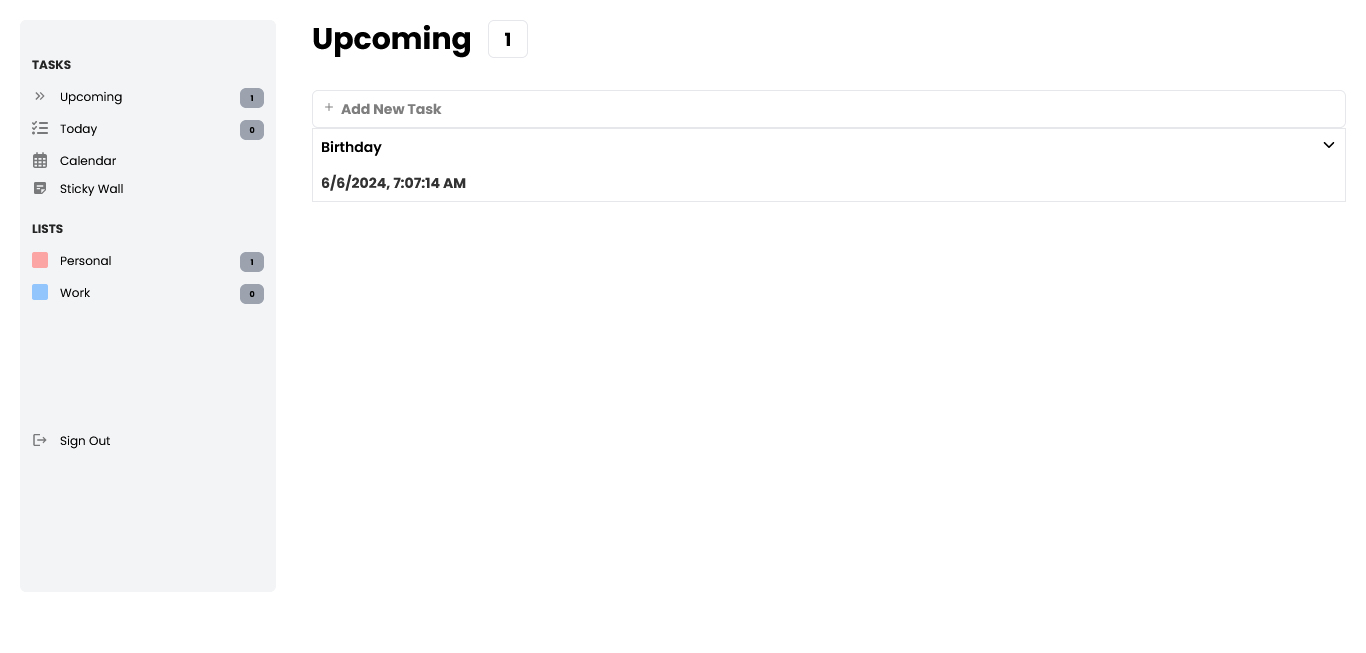 TASKS
Upcoming 1
Today 0
Calendar
Sticky Wall
LISTS
Personal 1
Work 0
Sign Out
Upcoming 1
+ Add New Task
Birthday
6/6/2024, 7:07:14 AM